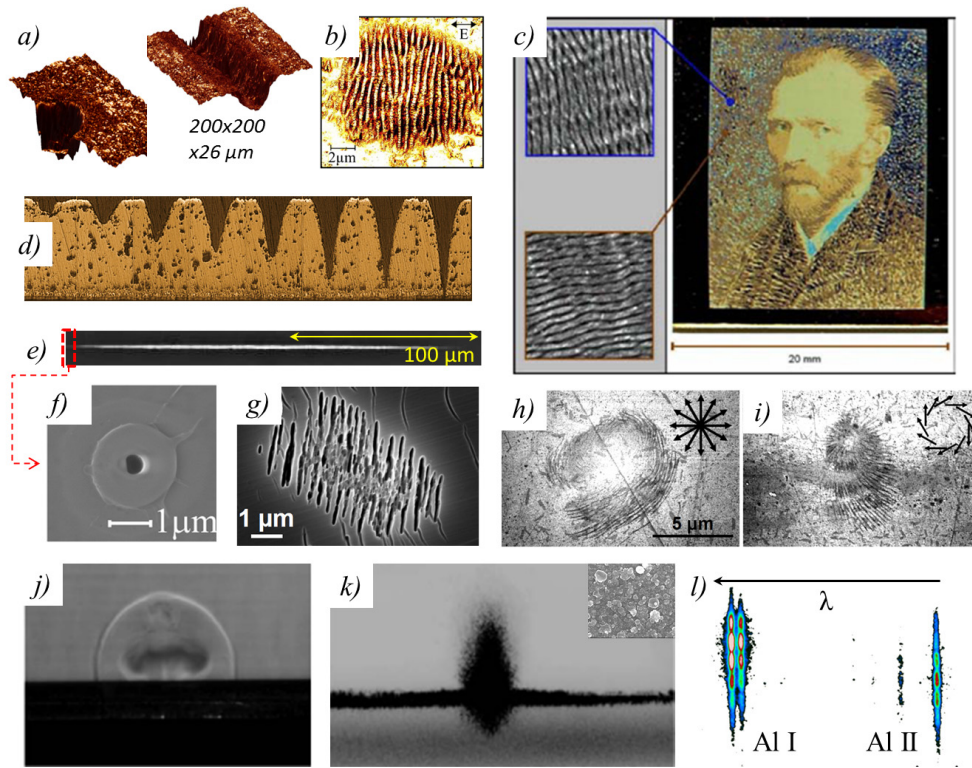 a)
200x200
x26 μm
b)
E
2μm
c)
20 mm
d)
e)
100 μm
f)
1μm
g)
1 μm
h)
5 μm
i)
j)
k)
l)
λ
Al I
Al II